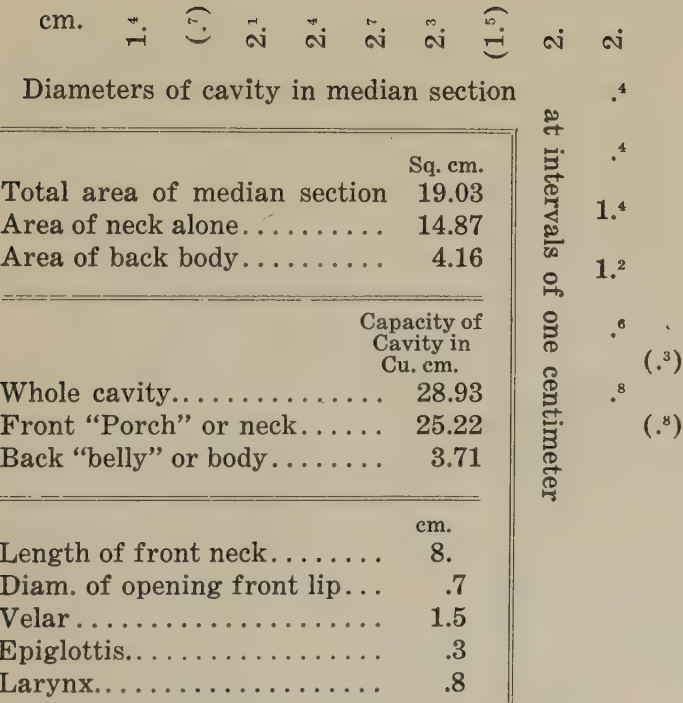 cm. 1.⁴ (.⁷) 2.¹ 2.⁴ 2.⁷ 2.³ (1.⁵) 2. 2.
Diameters of cavity in median section
at intervals of one centimeter
.⁴
.⁴
1.⁴
1.²
.⁶
(.³)
.⁸
(.⁸)
Sq. cm.
Total area of median section 19.03
Area of neck alone.......... 14.87
Area of back body.......... 4.16
Capacity of
Cavity in
Cu. cm.
Whole cavity............... 28.93
Front “Porch” or neck...... 25.22
Back “belly” or body........ 3.71
cm.
Length of front neck........ 8.
Diam. of opening front lip... .7
Velar...................... 1.5
Epiglottis.................. .3
Larynx.................... .8